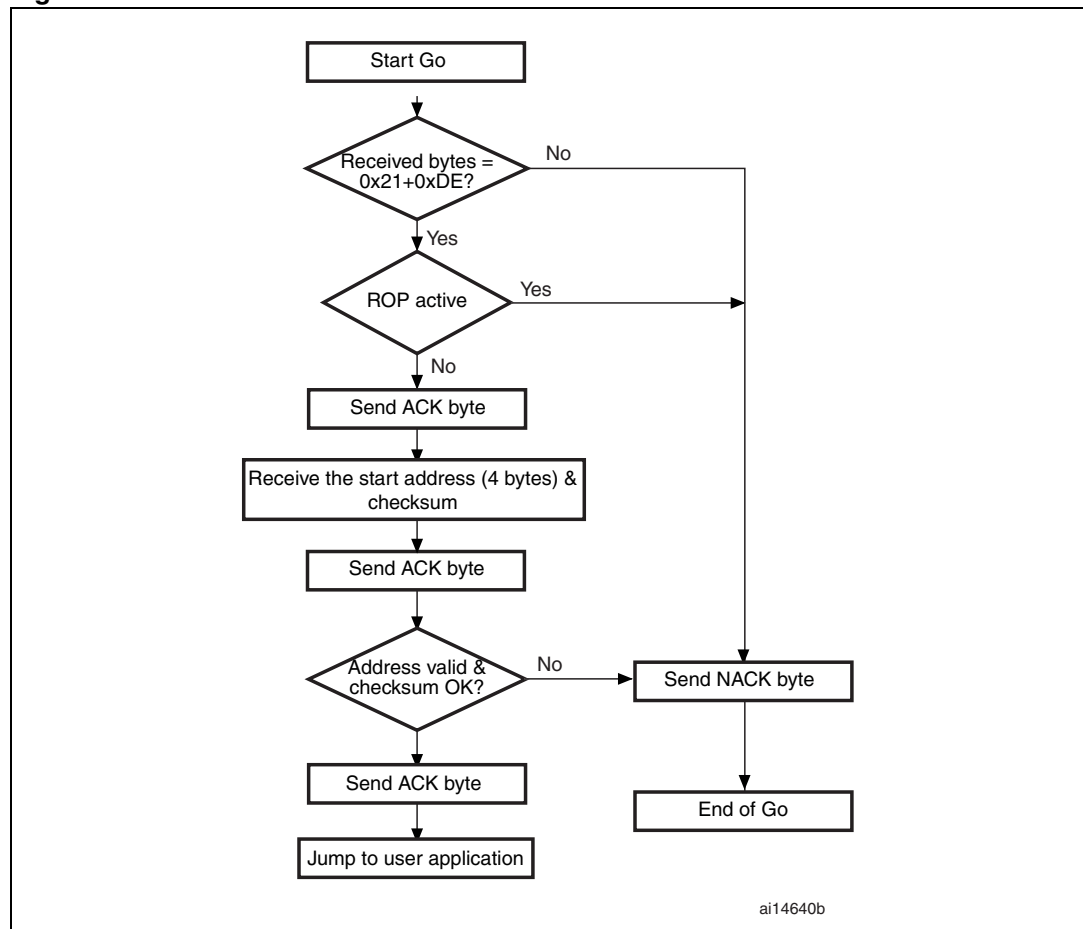 Start Go
Received bytes =
0x21+0xDE?
No
Yes
ROP active
Yes
No
Send ACK byte
Receive the start address (4 bytes) &
checksum
Send ACK byte
Address valid &
checksum OK?
No
Send NACK byte
Send ACK byte
End of Go
Jump to user application
ai14640b